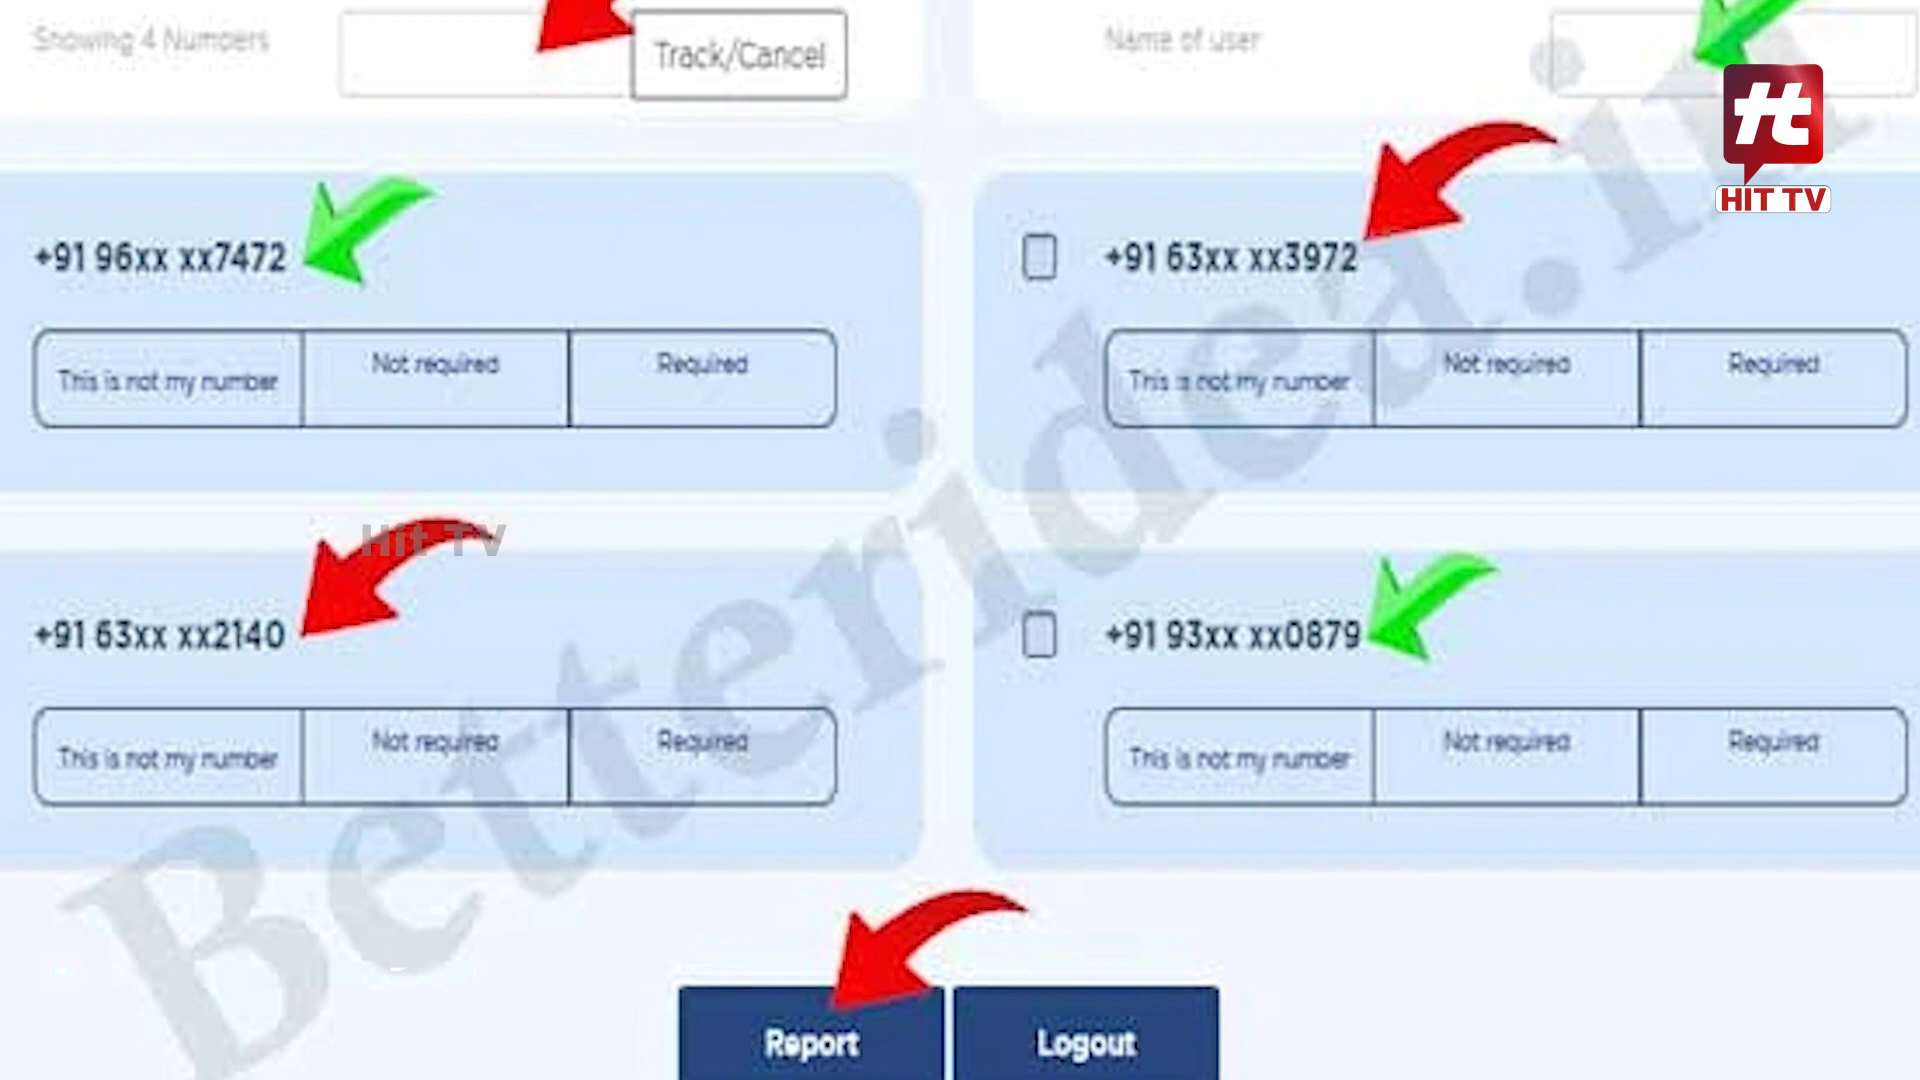 Showing 4 Numbers
Track/Cancel
Name of user
HIT TV
+91 96xx xx7472
This is not my number
Not required
Required
+91 63xx xx3972
This is not my number
Not required
Required
Hit TV
+91 63xx xx2140
This is not my number
Not required
Required
+91 93xx xx0879
This is not my number
Not required
Required
Betteridea.in
Report
Logout